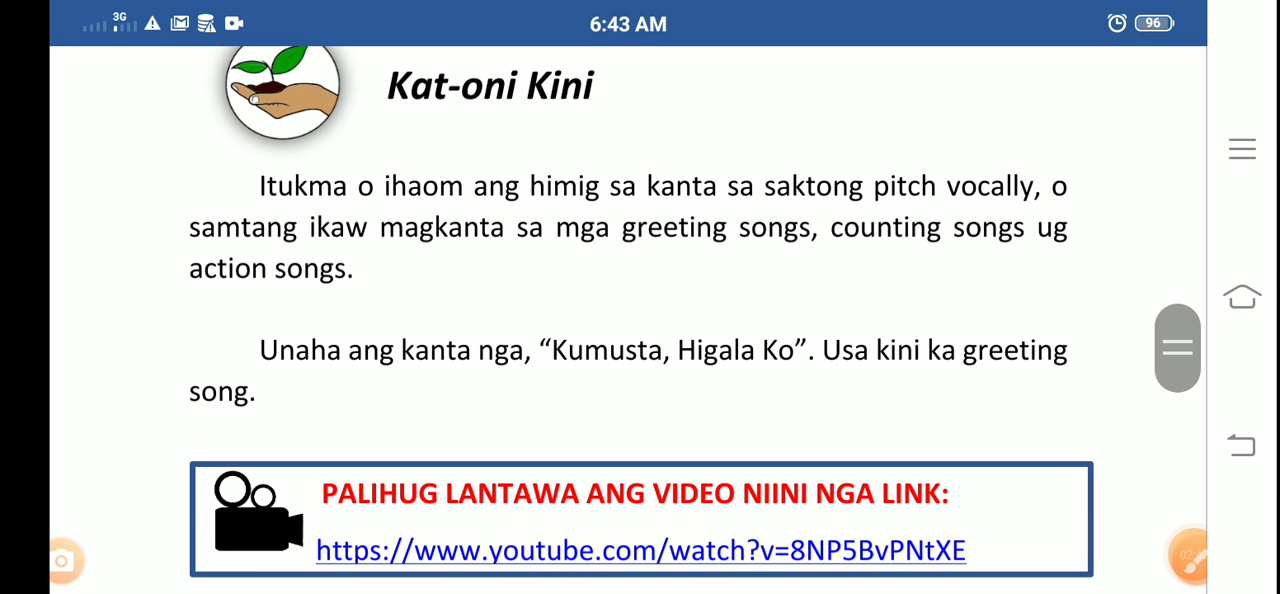 3G
6:43 AM
96
Kat-oni Kini
Itukma o ihaom ang himig sa kanta sa saktong pitch vocally, o
samtang ikaw magkanta sa mga greeting songs, counting songs ug
action songs.
Unaha ang kanta nga, “Kumusta, Higala Ko”. Usa kini ka greeting
song.
PALIHUG LANTAWA ANG VIDEO NIINI NGA LINK:
https://www.youtube.com/watch?v=8NP5BvPNtXE